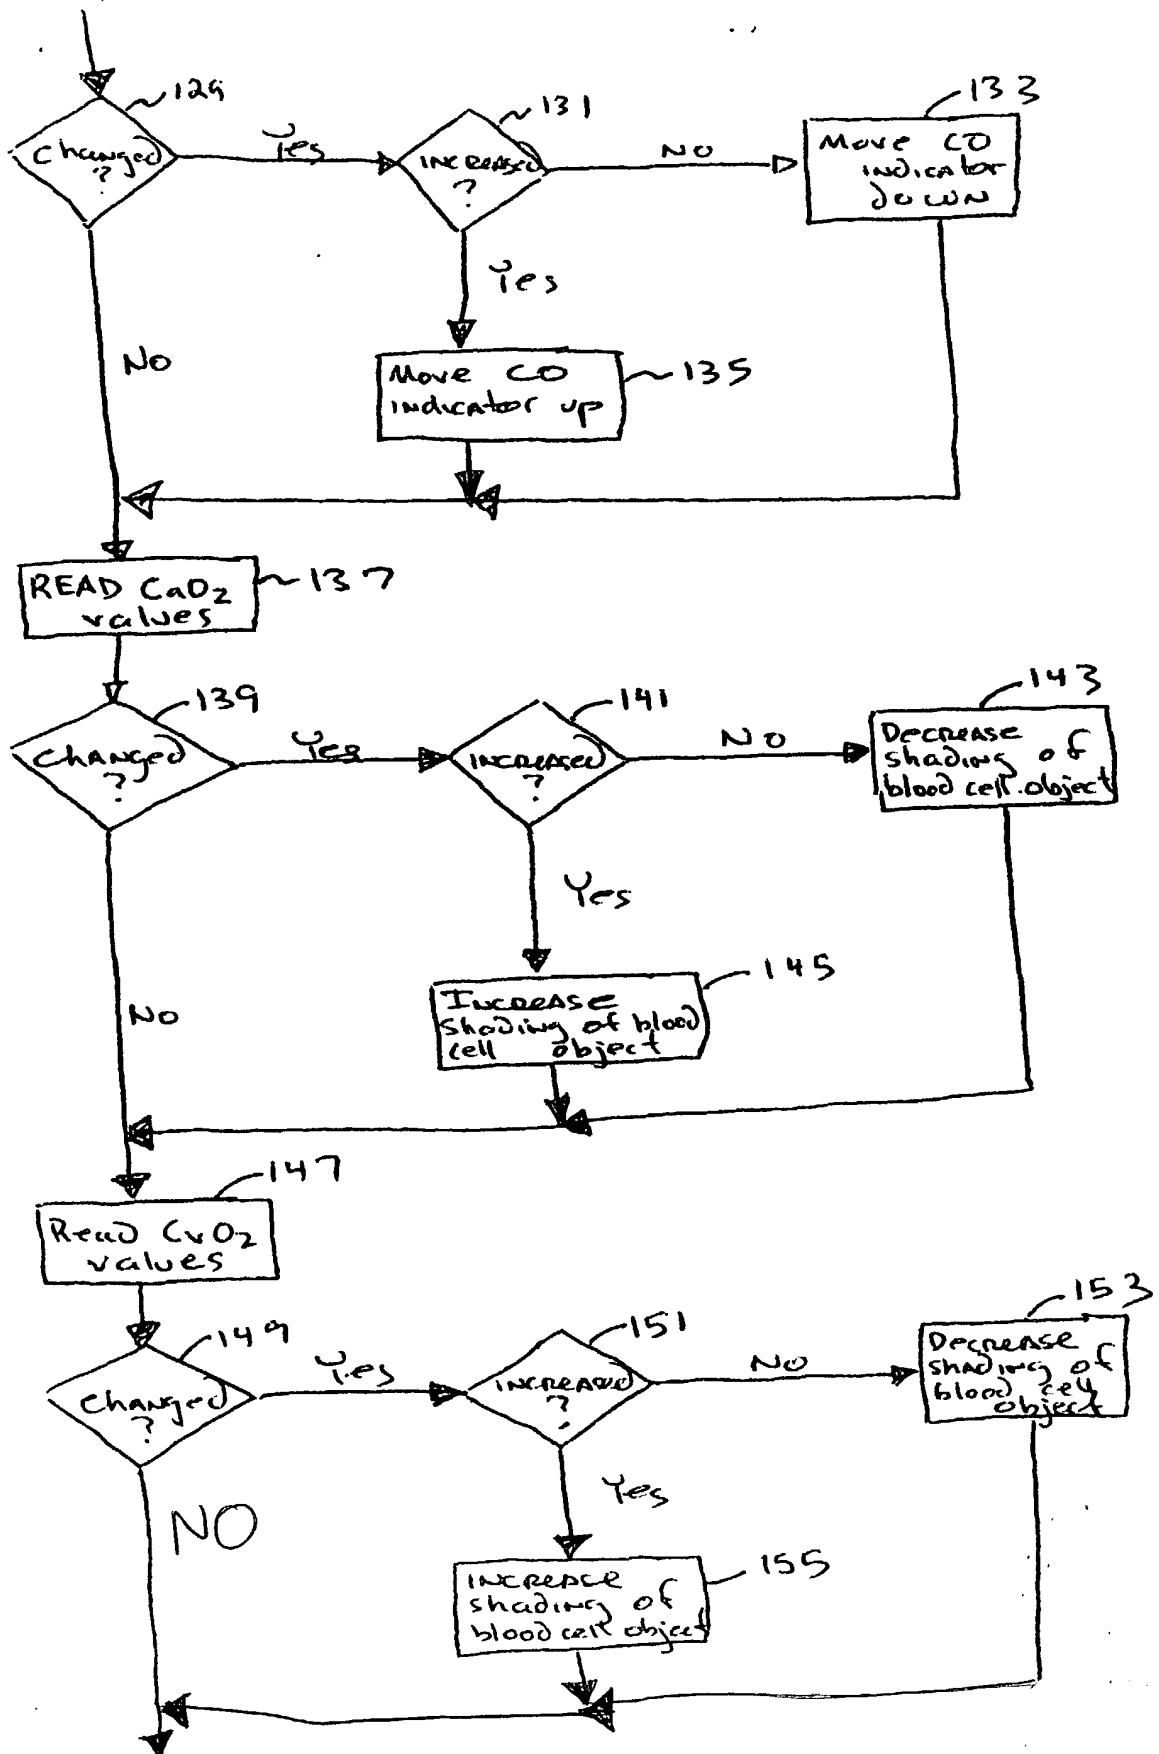 129
Changed
?
Yes
131
INCREASED
?
NO
133
Move CO
indicator
DOWN
Yes
NO
Move CO
indicator up
135
READ CaO2
values
137
139
CHANGED
?
Yes
141
INCREASED
?
NO
143
Decrease
shading of
blood cell object
Yes
NO
145
INCREASE
shading of blood
cell object
147
Read CvO2
values
149
Changed
?
Yes
151
INCREASED
?
NO
153
Decrease
shading of
blood cell
object
Yes
NO
155
INCREASE
shading of
blood cell object